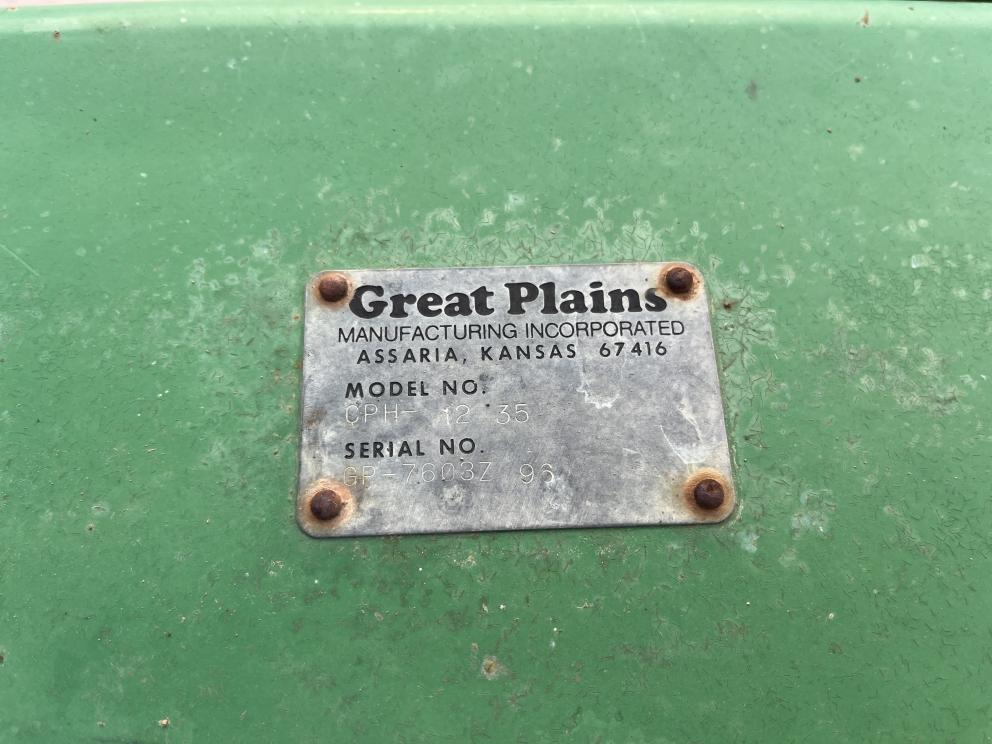 Great Plains
MANUFACTURING INCORPORATED
ASSARIA, KANSAS 67416
MODEL NO.
CPH- 12 35
SERIAL NO.
GP-7603Z 96